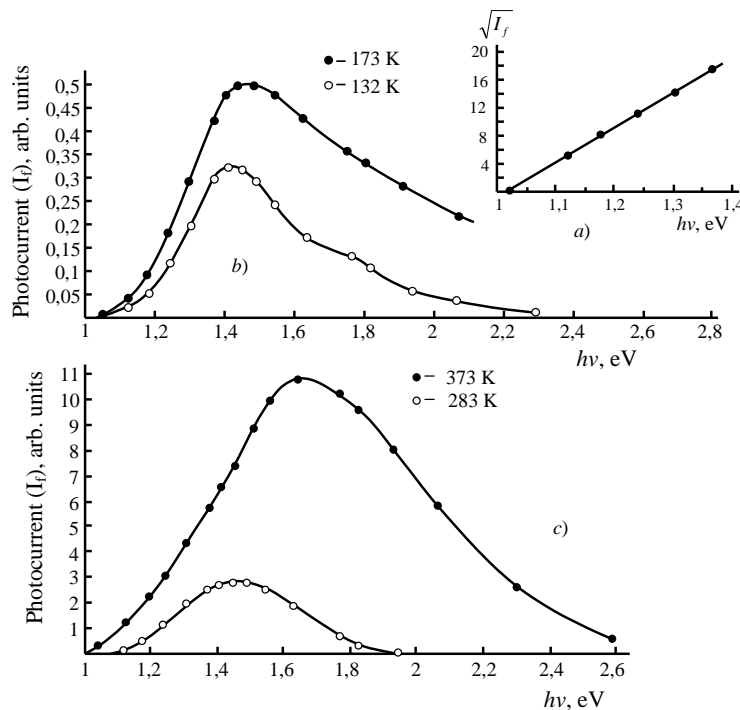 √I_f
20
16
12
8
4
1 1,1 1,2 1,3 1,4
hν, eV
a)
– 173 K
– 132 K
Photocurrent (I_f), arb. units
0,5
0,45
0,4
0,35
0,3
0,25
0,2
0,15
0,1
0,05
b)
1 1,2 1,4 1,6 1,8 2 2,2 2,4 2,6 2,8
hν, eV
– 373 K
– 283 K
Photocurrent (I_f), arb. units
11
10
9
8
7
6
5
4
3
2
1
c)
1 1,2 1,4 1,6 1,8 2 2,2 2,4 2,6
hν, eV